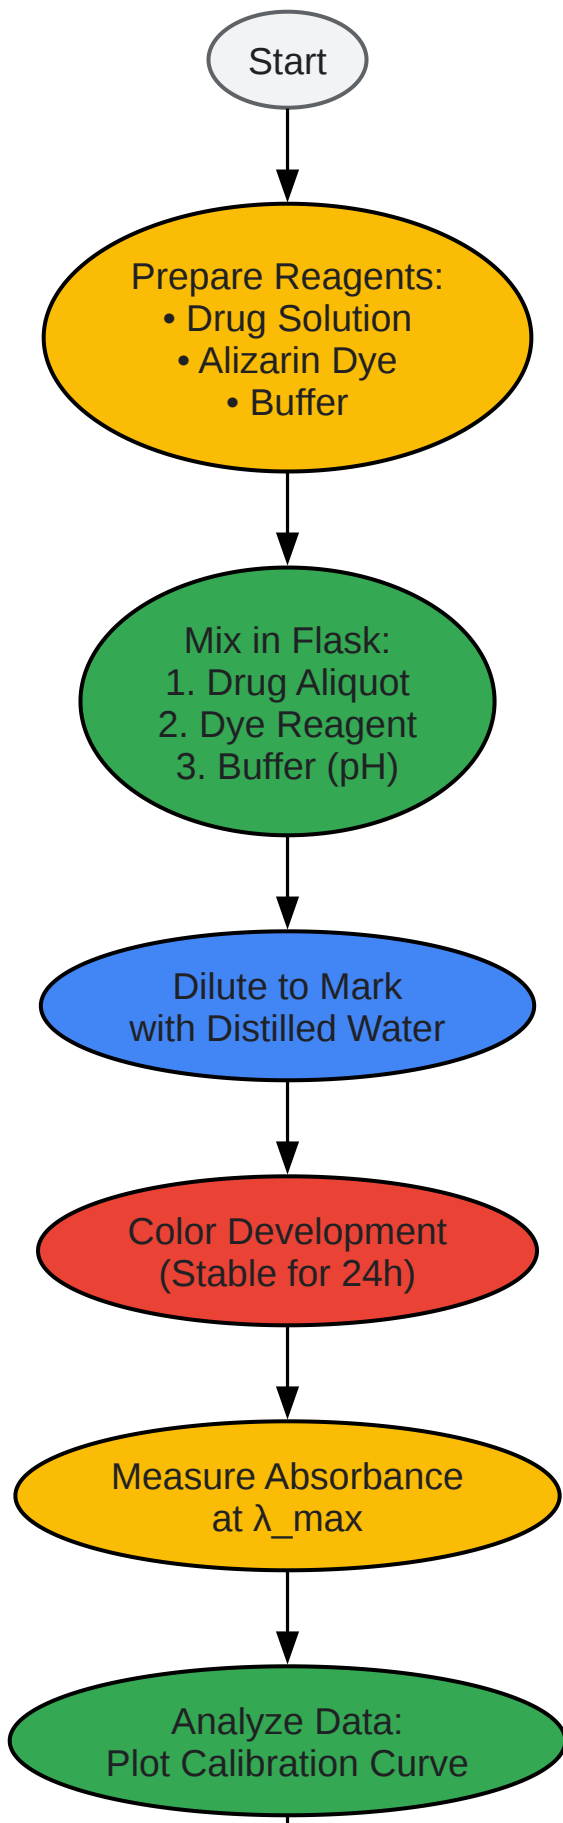 Start
Prepare Reagents:
• Drug Solution
• Alizarin Dye
• Buffer
Mix in Flask:
1. Drug Aliquot
2. Dye Reagent
3. Buffer (pH)
Dilute to Mark
with Distilled Water
Color Development
(Stable for 24h)
Measure Absorbance
at λ_max
Analyze Data:
Plot Calibration Curve